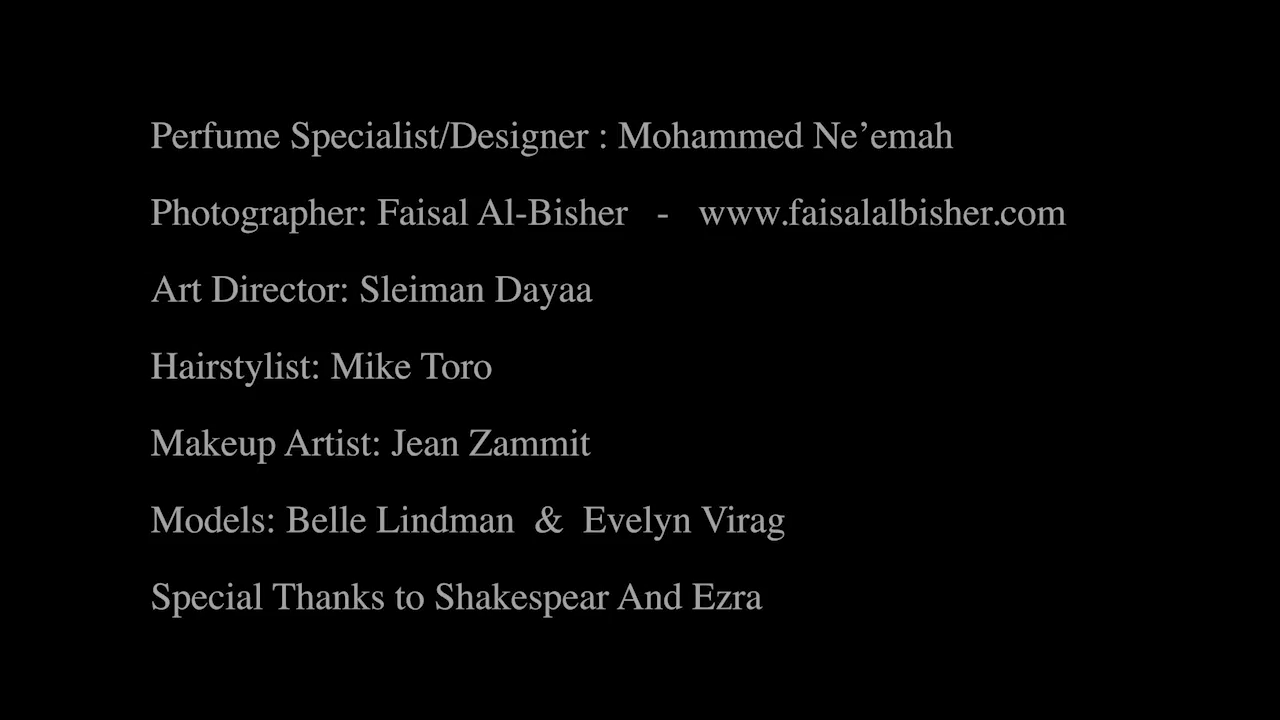 Perfume Specialist/Designer : Mohammed Ne’emah
Photographer: Faisal Al-Bisher - www.faisalalbisher.com
Art Director: Sleiman Dayaa
Hairstylist: Mike Toro
Makeup Artist: Jean Zammit
Models: Belle Lindman & Evelyn Virag
Special Thanks to Shakespear And Ezra